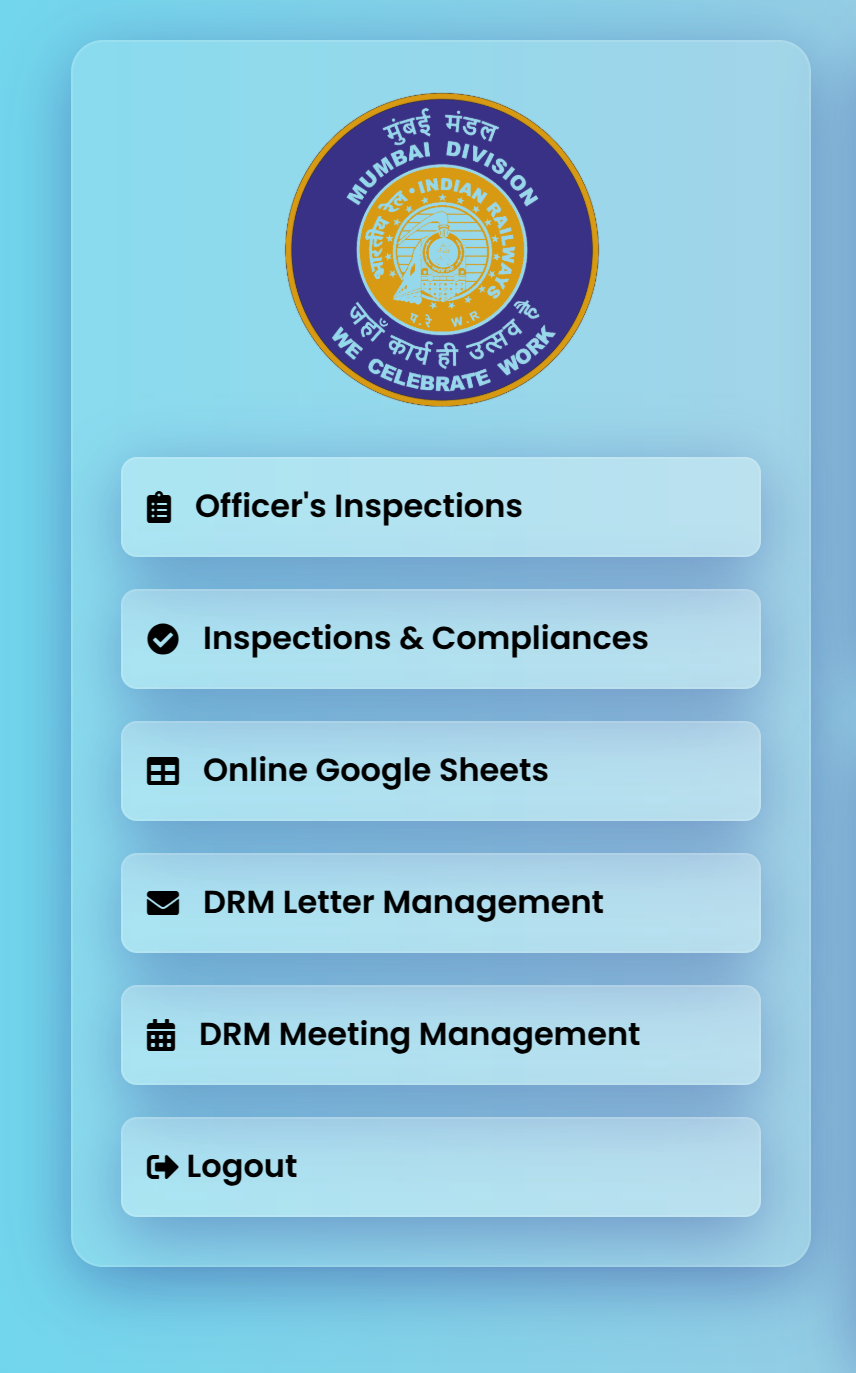 मुंबई मंडल
MUMBAI DIVISION
भारतीय रेल • INDIAN RAILWAYS
प.रे W.R
जहाँ कार्य ही उत्सव है
WE CELEBRATE WORK
Officer's Inspections
Inspections & Compliances
Online Google Sheets
DRM Letter Management
DRM Meeting Management
Logout